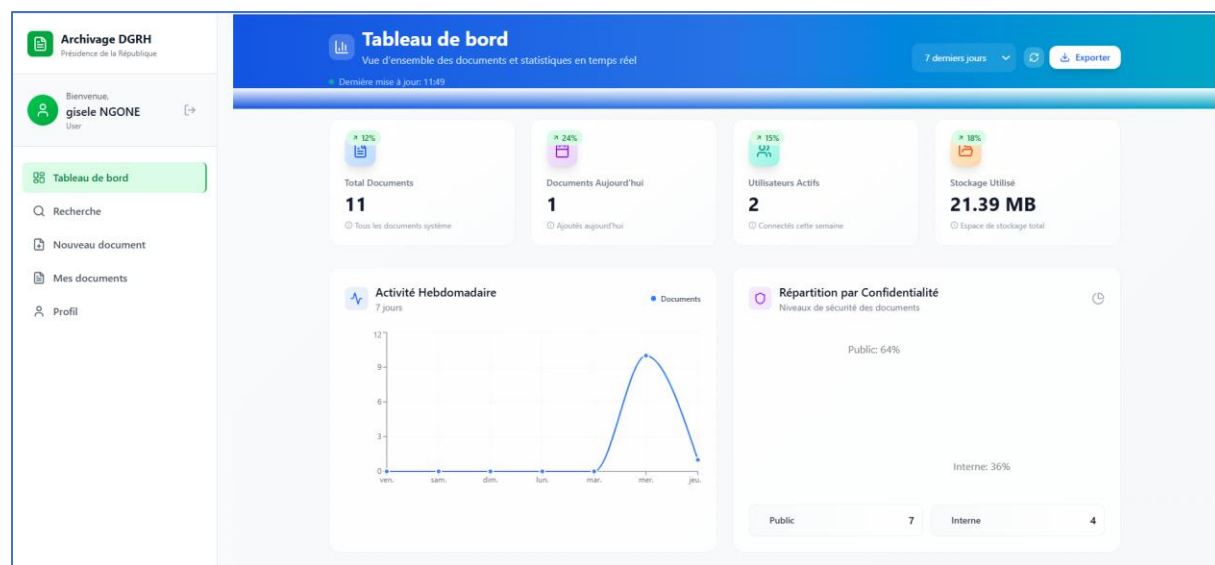 Archivage DGRH
Présidence de la République
Bienvenue,
gisele NGONE
User
Tableau de bord
Recherche
Nouveau document
Mes documents
Profil
Tableau de bord
Vue d'ensemble des documents et statistiques en temps réel
Dernière mise à jour: 11:49
7 derniers jours
Exporter
12%
Total Documents
11
Tous les documents système
24%
Documents Aujourd'hui
1
Ajoutés aujourd'hui
15%
Utilisateurs Actifs
2
Connectés cette semaine
18%
Stockage Utilisé
21.39 MB
Espace de stockage total
Activité Hebdomadaire
7 jours
Documents
12
9
6
3
0
ven. sam. dim. lun. mar. mer. jeu.
Répartition par Confidentialité
Niveaux de sécurité des documents
Public: 64%
Interne: 36%
Public 7
Interne 4